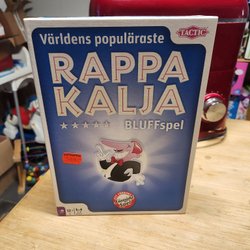 Världens populäraste
TACTIC
RAPPA
KALJA
BLUFFspel